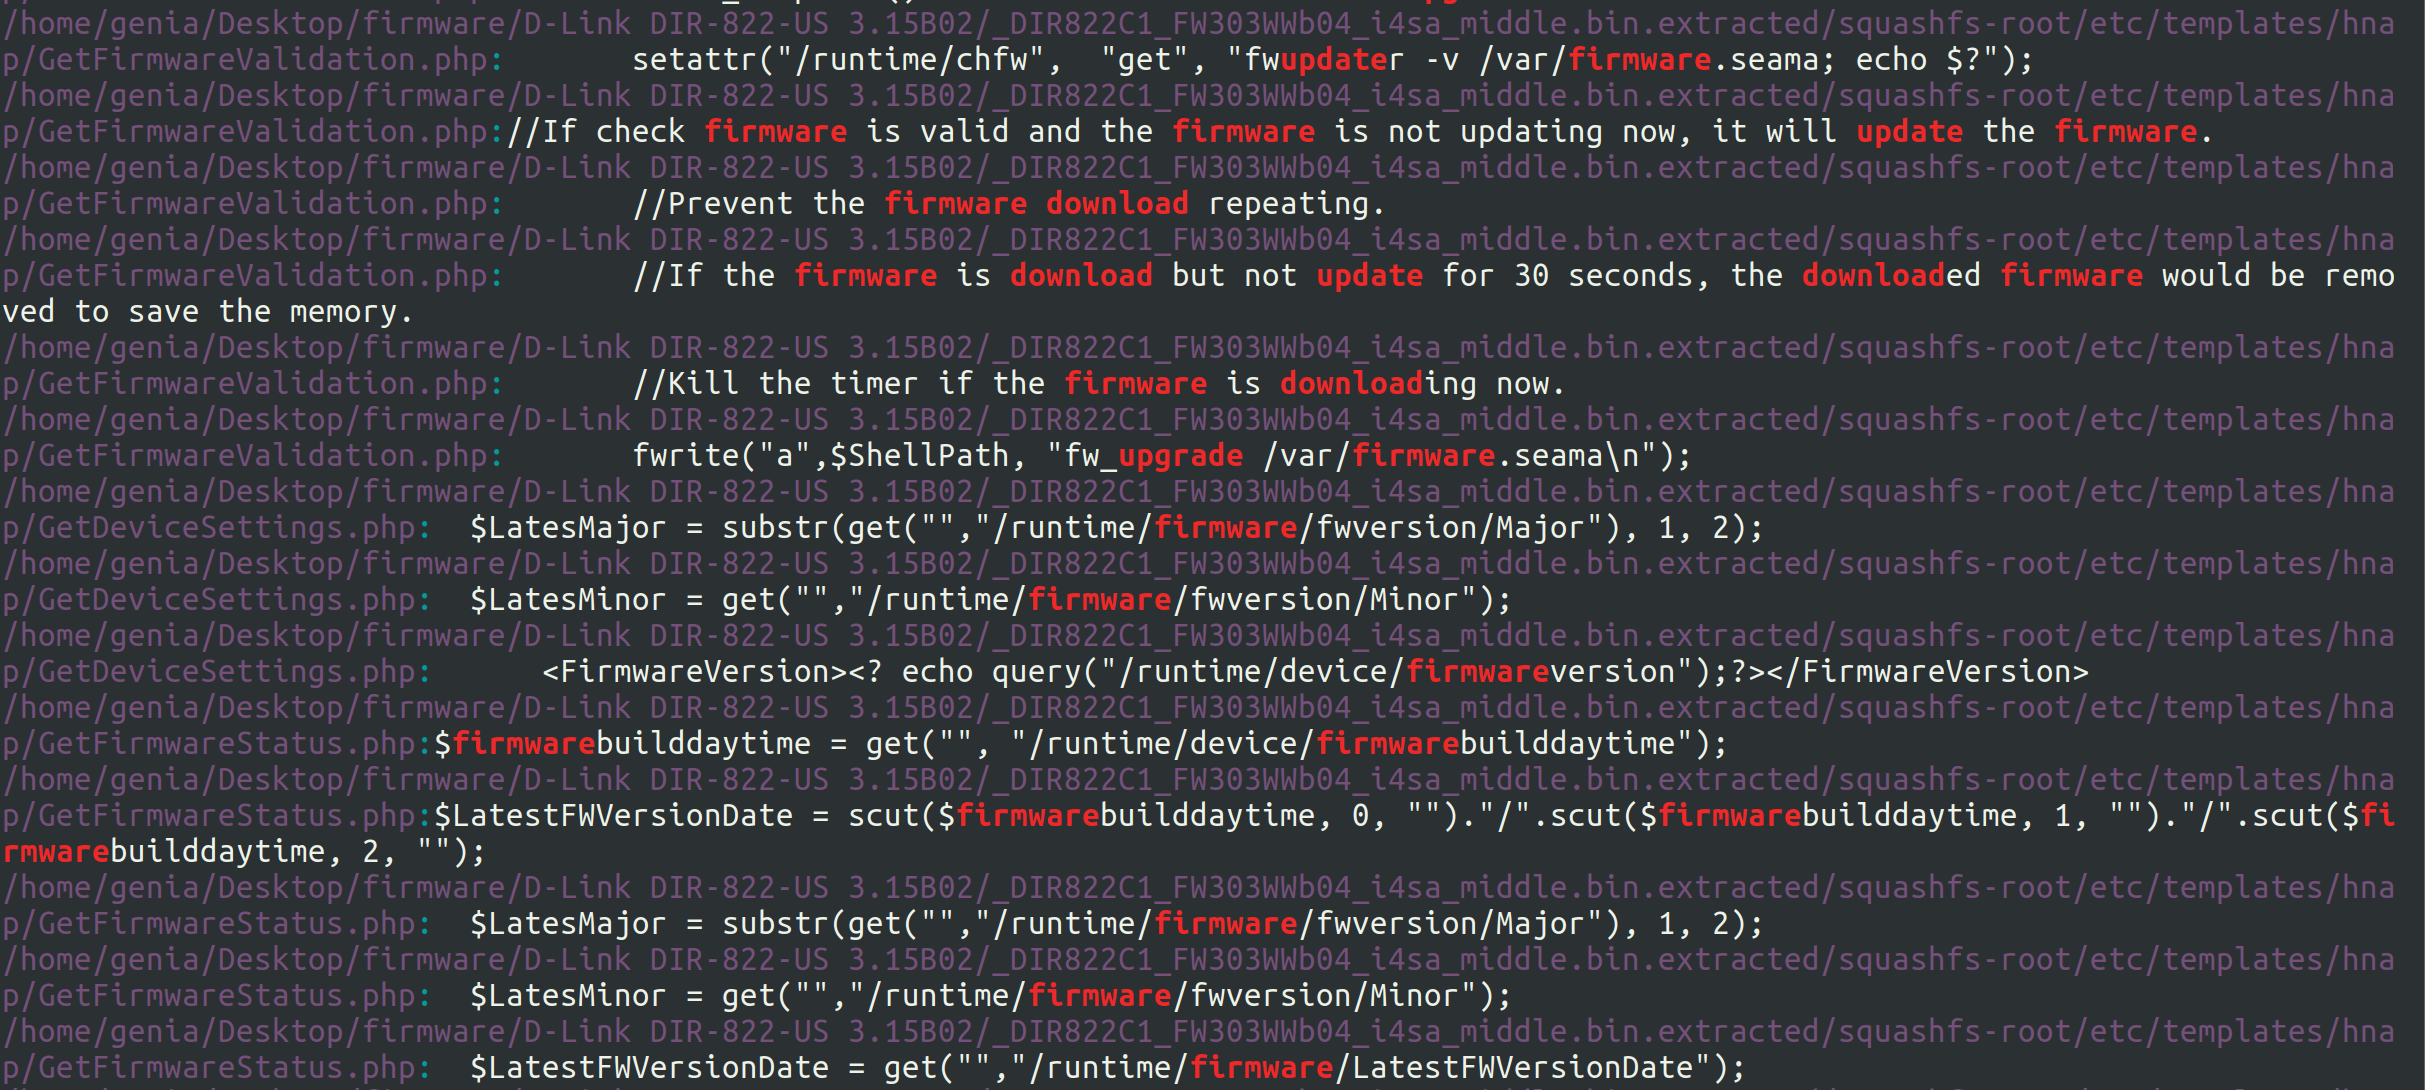 /home/genia/Desktop/firmware/D-Link DIR-822-US 3.15B02/_DIR822C1_FW303WWb04_i4sa_middle.bin.extracted/squashfs-root/etc/templates/hna
p/GetFirmwareValidation.php:       setattr("/runtime/chfw",  "get", "fwupdater -v /var/firmware.seama; echo $?");
/home/genia/Desktop/firmware/D-Link DIR-822-US 3.15B02/_DIR822C1_FW303WWb04_i4sa_middle.bin.extracted/squashfs-root/etc/templates/hna
p/GetFirmwareValidation.php://If check firmware is valid and the firmware is not updating now, it will update the firmware.
/home/genia/Desktop/firmware/D-Link DIR-822-US 3.15B02/_DIR822C1_FW303WWb04_i4sa_middle.bin.extracted/squashfs-root/etc/templates/hna
p/GetFirmwareValidation.php:       //Prevent the firmware download repeating.
/home/genia/Desktop/firmware/D-Link DIR-822-US 3.15B02/_DIR822C1_FW303WWb04_i4sa_middle.bin.extracted/squashfs-root/etc/templates/hna
p/GetFirmwareValidation.php:       //If the firmware is download but not update for 30 seconds, the downloaded firmware would be remo
ved to save the memory.
/home/genia/Desktop/firmware/D-Link DIR-822-US 3.15B02/_DIR822C1_FW303WWb04_i4sa_middle.bin.extracted/squashfs-root/etc/templates/hna
p/GetFirmwareValidation.php:       //Kill the timer if the firmware is downloading now.
/home/genia/Desktop/firmware/D-Link DIR-822-US 3.15B02/_DIR822C1_FW303WWb04_i4sa_middle.bin.extracted/squashfs-root/etc/templates/hna
p/GetFirmwareValidation.php:       fwrite("a",$ShellPath, "fw_upgrade /var/firmware.seama\n");
/home/genia/Desktop/firmware/D-Link DIR-822-US 3.15B02/_DIR822C1_FW303WWb04_i4sa_middle.bin.extracted/squashfs-root/etc/templates/hna
p/GetDeviceSettings.php:  $LatesMajor = substr(get("","/runtime/firmware/fwversion/Major"), 1, 2);
/home/genia/Desktop/firmware/D-Link DIR-822-US 3.15B02/_DIR822C1_FW303WWb04_i4sa_middle.bin.extracted/squashfs-root/etc/templates/hna
p/GetDeviceSettings.php:  $LatesMinor = get("","/runtime/firmware/fwversion/Minor");
/home/genia/Desktop/firmware/D-Link DIR-822-US 3.15B02/_DIR822C1_FW303WWb04_i4sa_middle.bin.extracted/squashfs-root/etc/templates/hna
p/GetDeviceSettings.php:      <FirmwareVersion><? echo query("/runtime/device/firmwareversion");?></FirmwareVersion>
/home/genia/Desktop/firmware/D-Link DIR-822-US 3.15B02/_DIR822C1_FW303WWb04_i4sa_middle.bin.extracted/squashfs-root/etc/templates/hna
p/GetFirmwareStatus.php:$firmwarebuilddaytime = get("", "/runtime/device/firmwarebuilddaytime");
/home/genia/Desktop/firmware/D-Link DIR-822-US 3.15B02/_DIR822C1_FW303WWb04_i4sa_middle.bin.extracted/squashfs-root/etc/templates/hna
p/GetFirmwareStatus.php:$LatestFWVersionDate = scut($firmwarebuilddaytime, 0, "")."/".scut($firmwarebuilddaytime, 1, "")."/".scut($fi
rmwarebuilddaytime, 2, "");
/home/genia/Desktop/firmware/D-Link DIR-822-US 3.15B02/_DIR822C1_FW303WWb04_i4sa_middle.bin.extracted/squashfs-root/etc/templates/hna
p/GetFirmwareStatus.php:  $LatesMajor = substr(get("","/runtime/firmware/fwversion/Major"), 1, 2);
/home/genia/Desktop/firmware/D-Link DIR-822-US 3.15B02/_DIR822C1_FW303WWb04_i4sa_middle.bin.extracted/squashfs-root/etc/templates/hna
p/GetFirmwareStatus.php:  $LatesMinor = get("","/runtime/firmware/fwversion/Minor");
/home/genia/Desktop/firmware/D-Link DIR-822-US 3.15B02/_DIR822C1_FW303WWb04_i4sa_middle.bin.extracted/squashfs-root/etc/templates/hna
p/GetFirmwareStatus.php:  $LatestFWVersionDate = get("","/runtime/firmware/LatestFWVersionDate");